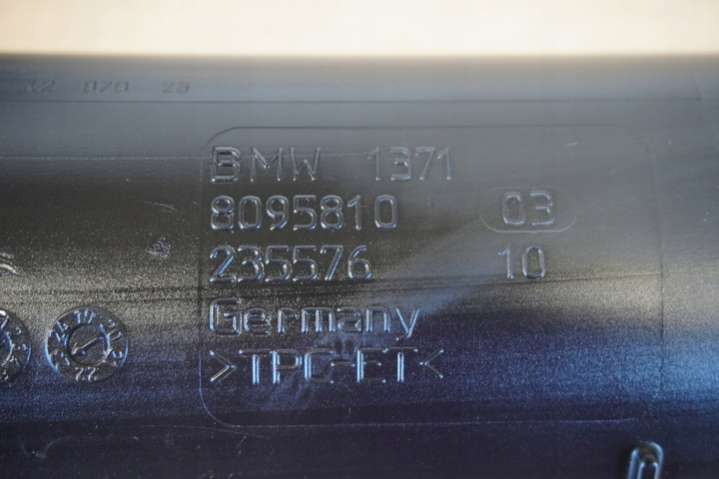 BMW 1371
8095810 03
235576 10
Germany
>TPC-ET<